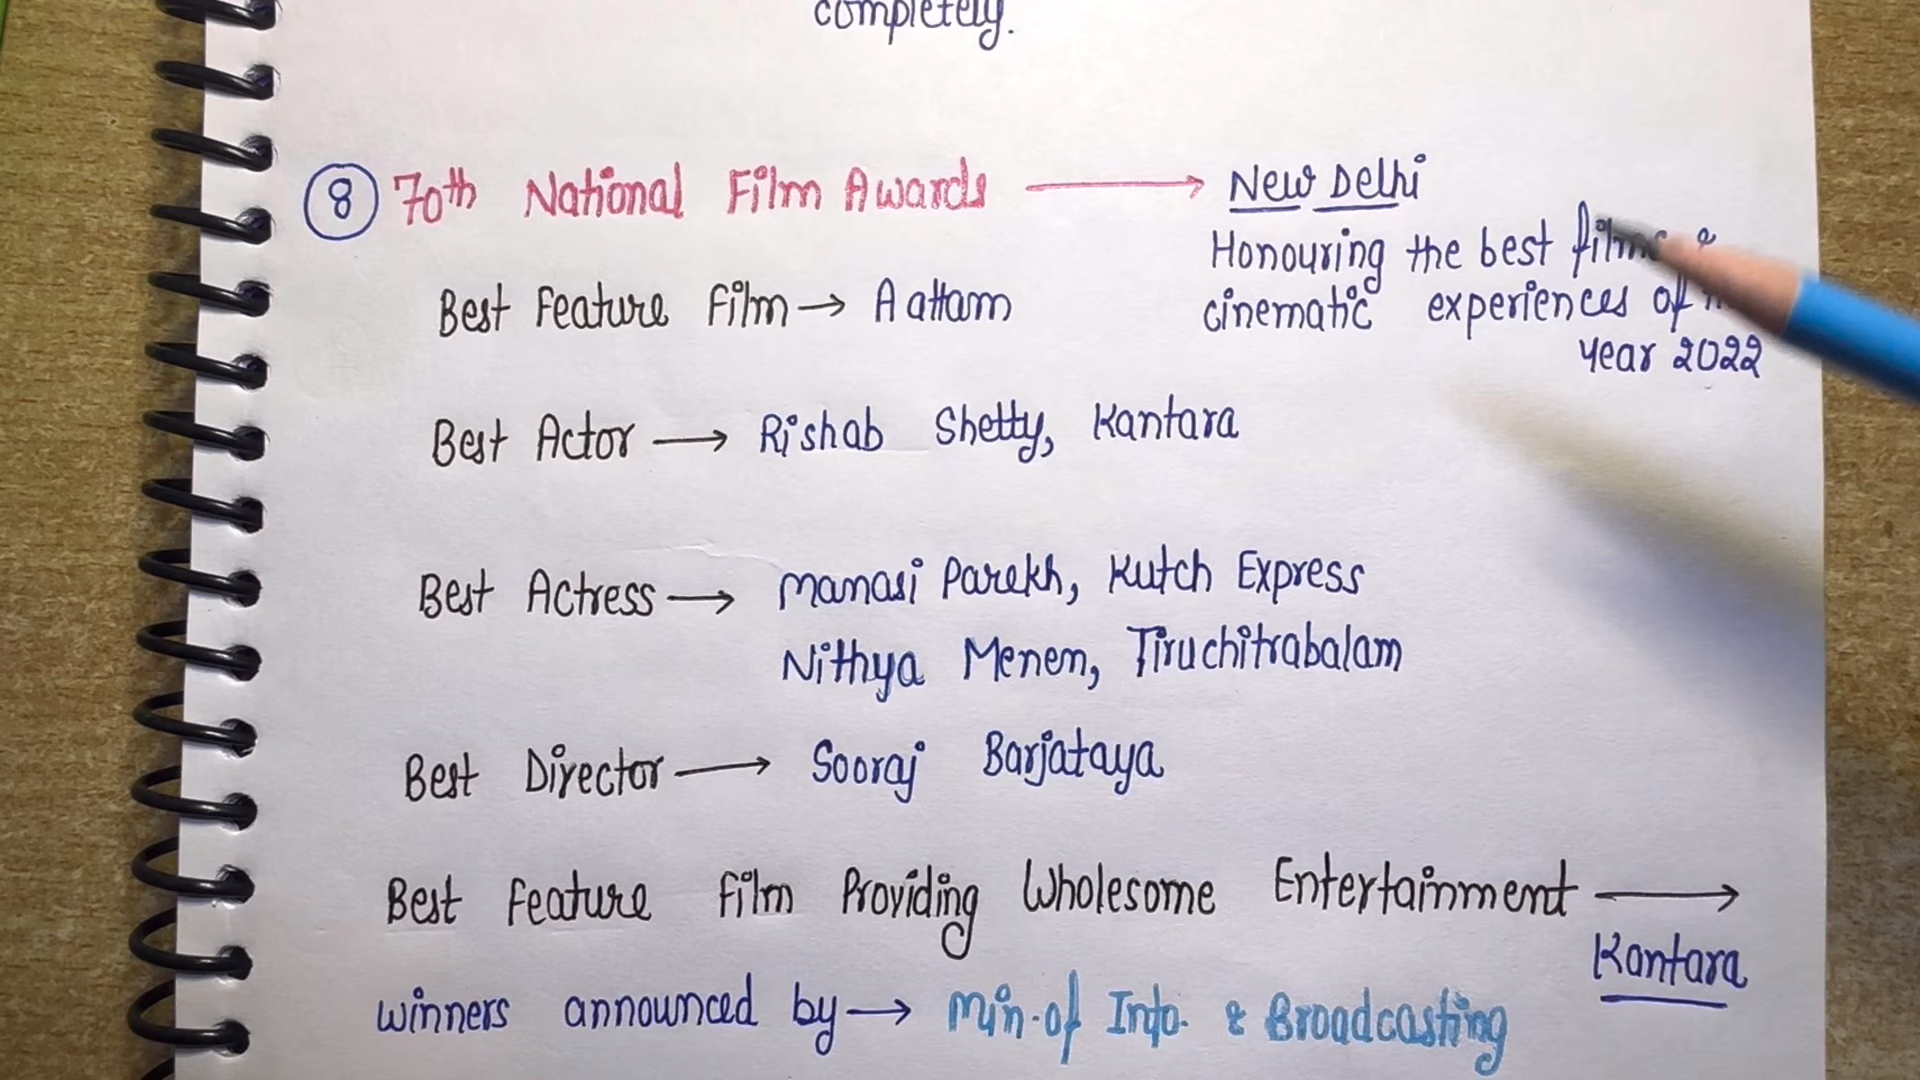 completely.
8 70th National Film Awards → New Delhi
Honouring the best films &
cinematic experiences of
year 2022
Best Feature Film → Aattam
Best Actor → Rishab Shetty, Kantara
Best Actress → Manasi Parekh, Kutch Express
Nithya Menen, Tiruchitrabalam
Best Director → Sooraj Barjataya
Best Feature Film Providing Wholesome Entertainment →
Kantara
winners announced by → Min. of Info. & Broadcasting